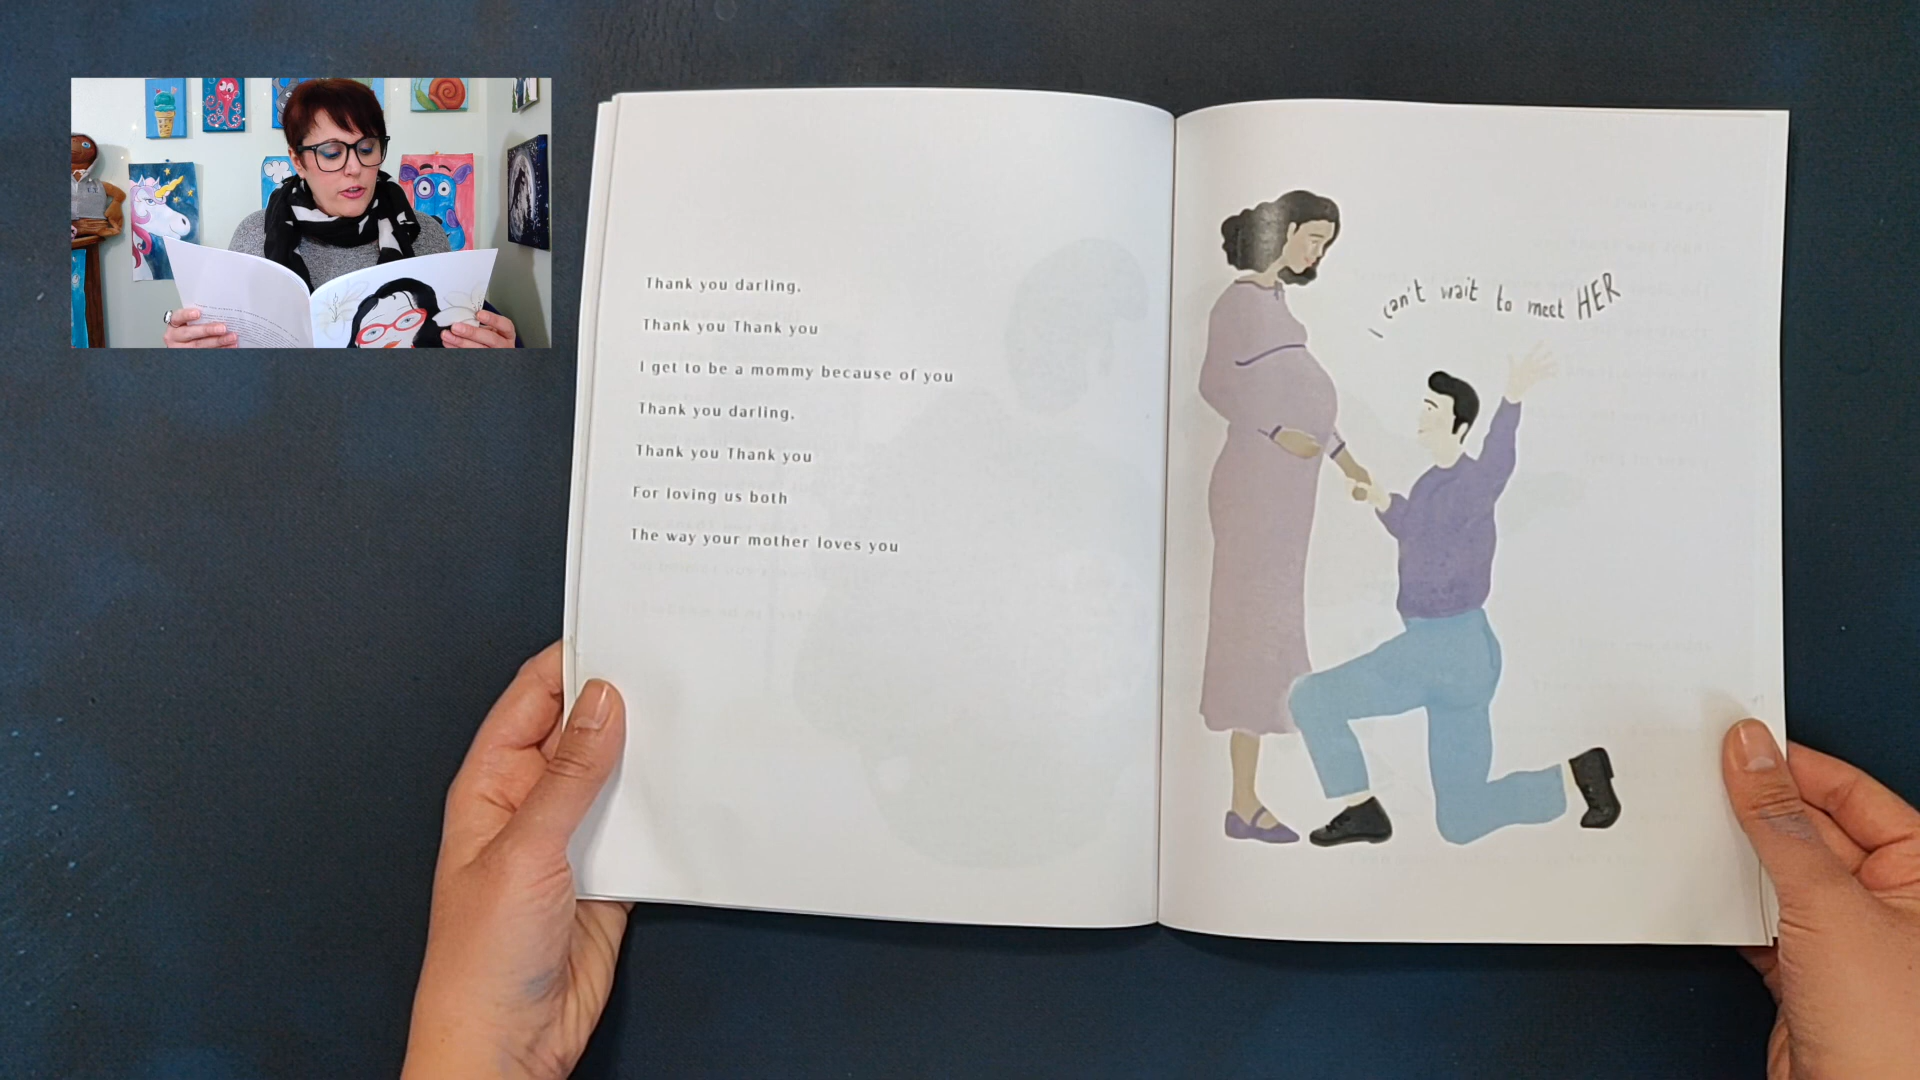 Thank you darling.
Thank you Thank you
I get to be a mommy because of you
Thank you darling.
Thank you Thank you
For loving us both
The way your mother loves you
I can't wait to meet HER